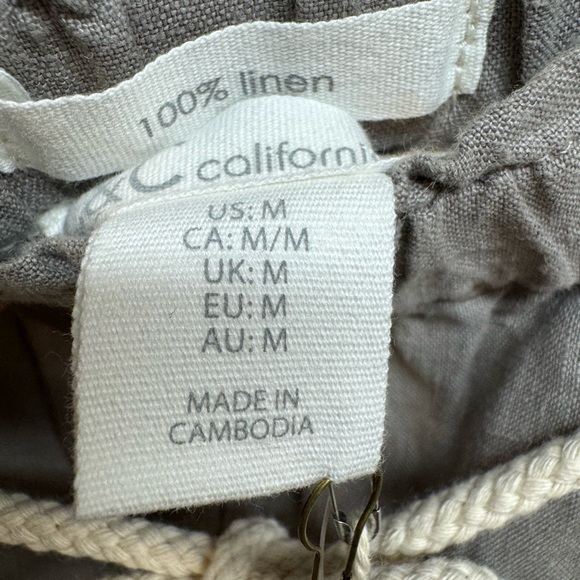 100% linen
&C californi
US: M
CA: M/M
UK: M
EU: M
AU: M
MADE IN
CAMBODIA